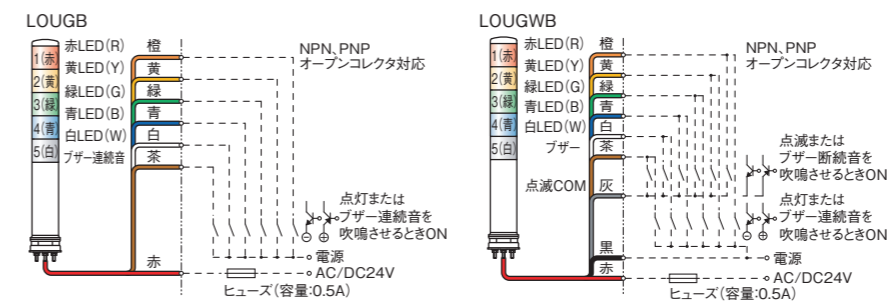 LOUGB
1(赤)
2(黄)
3(緑)
4(青)
5(白)
赤LED(R)
黄LED(Y)
緑LED(G)
青LED(B)
白LED(W)
ブザー連続音
橙
黄
緑
青
白
茶
赤
NPN、PNP
オープンコレクタ対応
点灯または
ブザー連続音を
吹鳴させるときON
電源
AC/DC24V
ヒューズ(容量:0.5A)
LOUGWB
1(赤)
2(黄)
3(緑)
4(青)
5(白)
赤LED(R)
黄LED(Y)
緑LED(G)
青LED(B)
白LED(W)
ブザー
点滅COM
橙
黄
緑
青
白
茶
灰
黒
赤
NPN、PNP
オープンコレクタ対応
点滅または
ブザー断続音を
吹鳴させるときON
点灯または
ブザー連続音を
吹鳴させるときON
電源
AC/DC24V
ヒューズ(容量:0.5A)